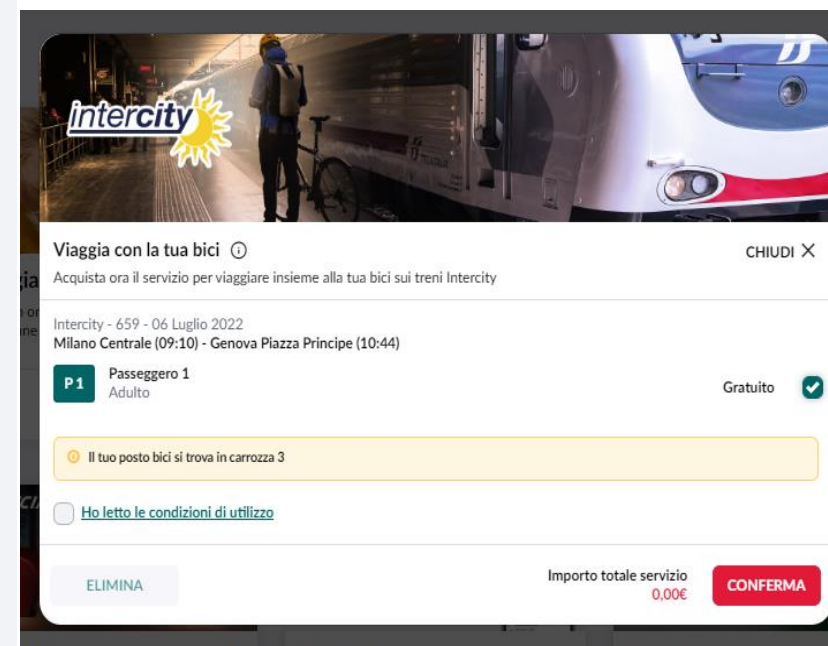 intercity
Viaggia con la tua bici
CHIUDI
Acquista ora il servizio per viaggiare insieme alla tua bici sui treni Intercity
Intercity - 659 - 06 Luglio 2022
Milano Centrale (09:10) - Genova Piazza Principe (10:44)
P1
Passeggero 1
Adulto
Gratuito
Il tuo posto bici si trova in carrozza 3
Ho letto le condizioni di utilizzo
ELIMINA
Importo totale servizio
0,00€
CONFERMA